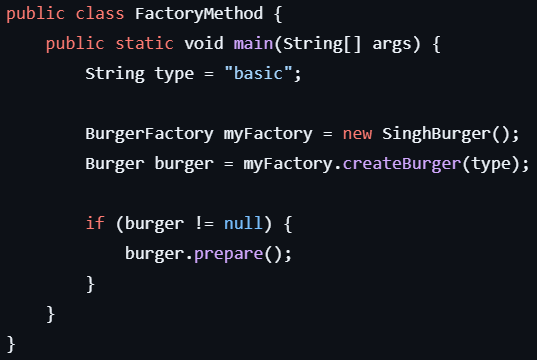 public class FactoryMethod {
    public static void main(String[] args) {
        String type = "basic";

        BurgerFactory myFactory = new SinghBurger();
        Burger burger = myFactory.createBurger(type);

        if (burger != null) {
            burger.prepare();
        }
    }
}